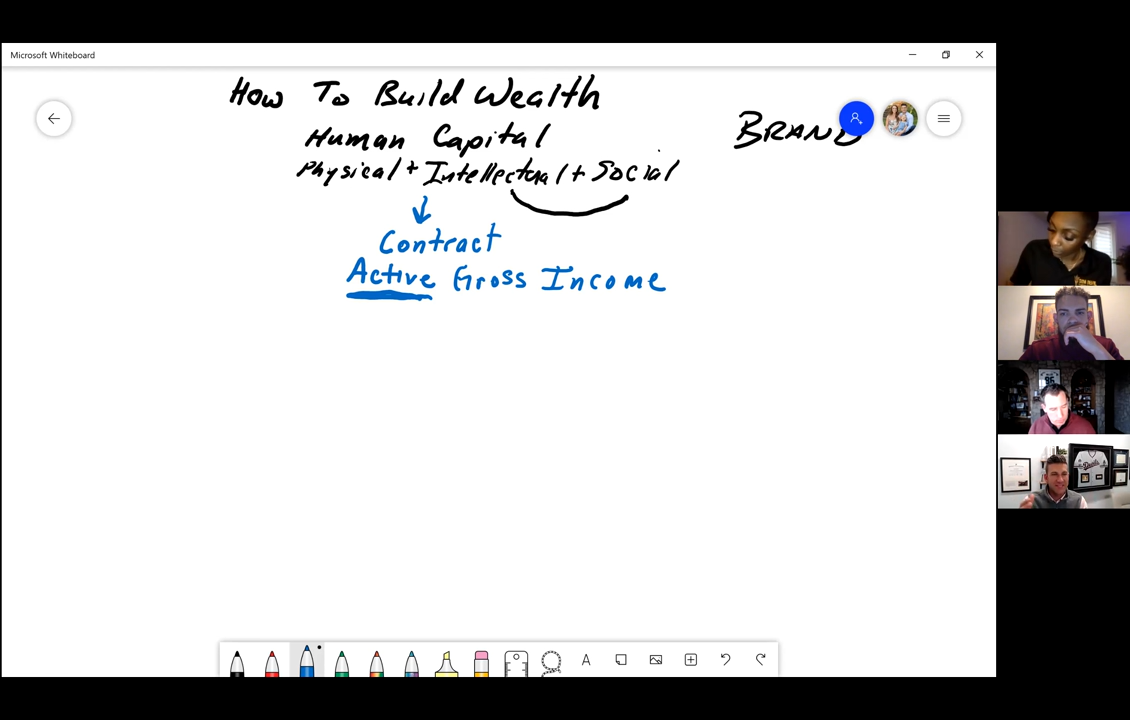 Microsoft Whiteboard
How To Build Wealth
Human Capital
BRAND
Physical + Intellectual + Social
Contract
Active Gross Income
A